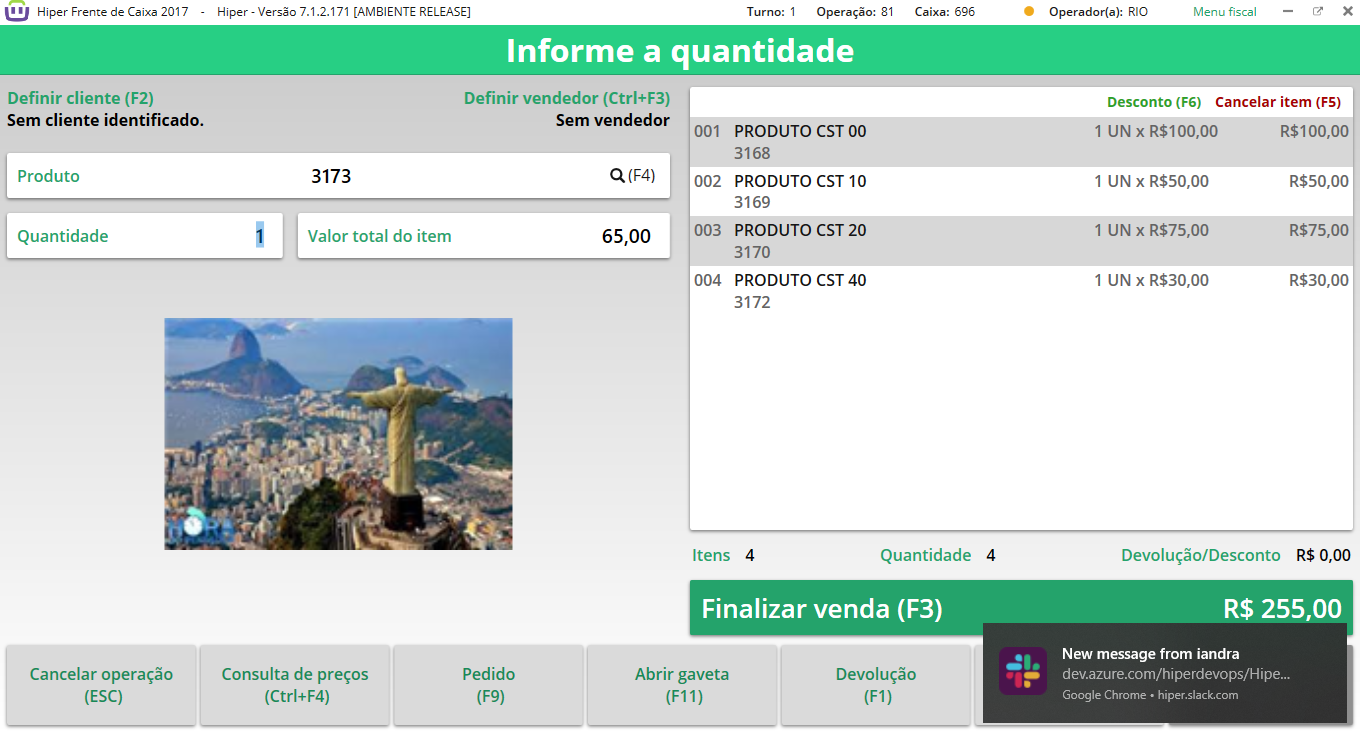 Hiper Frente de Caixa 2017 - Hiper - Versão 7.1.2.171 [AMBIENTE RELEASE] Turno: 1 Operação: 81 Caixa: 696 Operador(a): RIO Menu fiscal
Informe a quantidade
Definir cliente (F2) Definir vendedor (Ctrl+F3)
Sem cliente identificado. Sem vendedor
Produto 3173 (F4)
Quantidade 1 Valor total do item 65,00
HORA
Desconto (F6) Cancelar item (F5)
001 PRODUTO CST 00 1 UN x R$100,00 R$100,00
3168
002 PRODUTO CST 10 1 UN x R$50,00 R$50,00
3169
003 PRODUTO CST 20 1 UN x R$75,00 R$75,00
3170
004 PRODUTO CST 40 1 UN x R$30,00 R$30,00
3172
Itens 4 Quantidade 4 Devolução/Desconto R$ 0,00
Finalizar venda (F3) R$ 255,00
Cancelar operação
(ESC)
Consulta de preços
(Ctrl+F4)
Pedido
(F9)
Abrir gaveta
(F11)
Devolução
(F1)
New message from iandra
dev.azure.com/hiperdevops/Hipe...
Google Chrome • hiper.slack.com